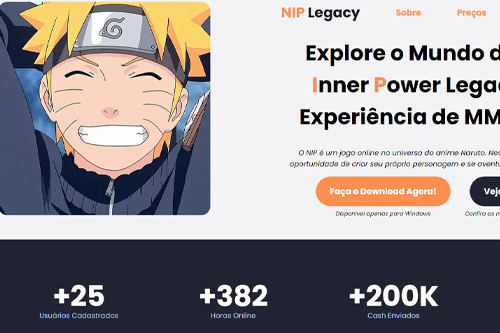 NIP Legacy Sobre Preços
Explore o Mundo d
Inner Power Lega
Experiência de MM
O NIP é um jogo online no universo do anime Naruto. Nes
oportunidade de criar seu próprio personagem e se aventu
Faça o Download Agora! Veja
Disponível apenas para Windows Confira os n
+25 +382 +200K
Usuários Cadastrados Horas Online Cash Enviados